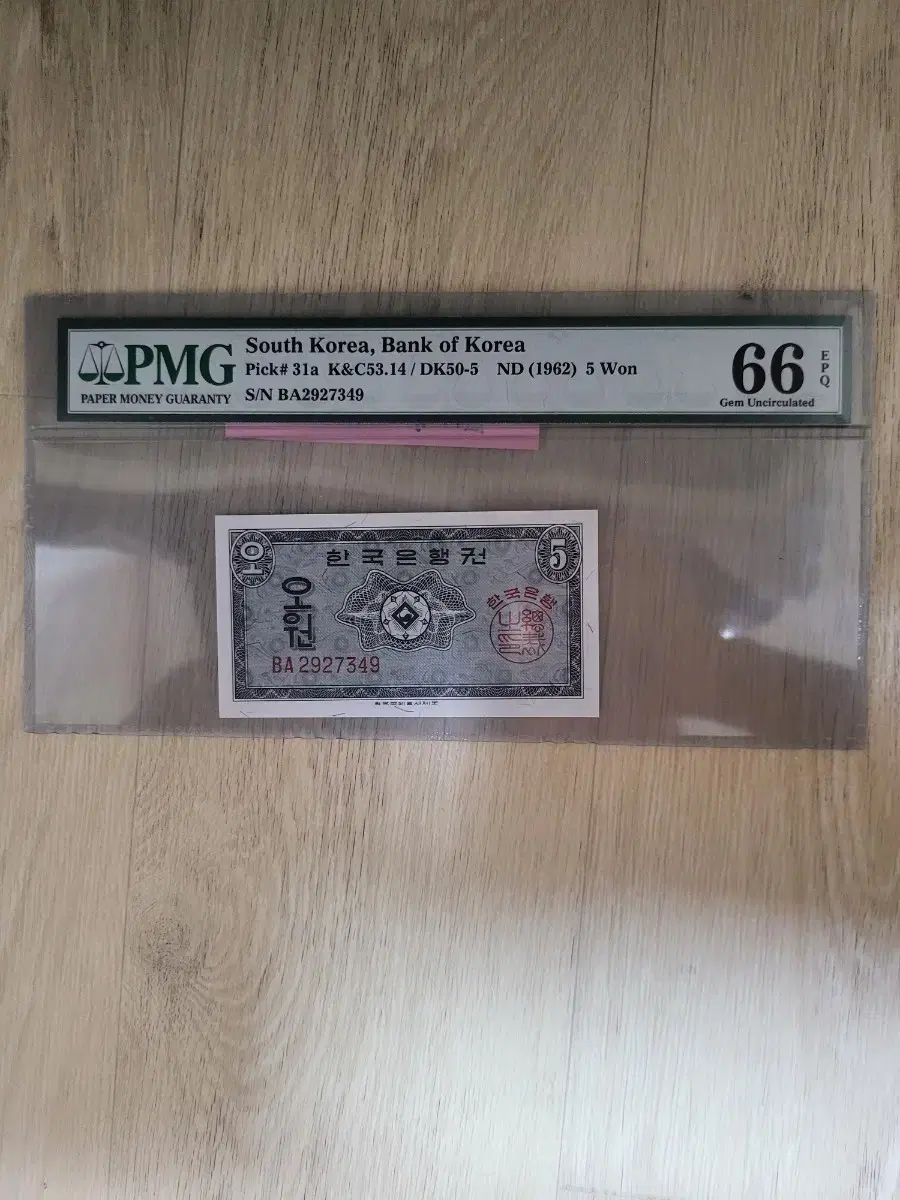 PMG
PAPER MONEY GUARANTY
South Korea, Bank of Korea
Pick# 31a K&C53.14 / DK50-5 ND (1962) 5 Won
S/N BA2927349
66
EPQ
Gem Uncirculated
한국은행권
오
5
오원
한국은행
BA 2927349